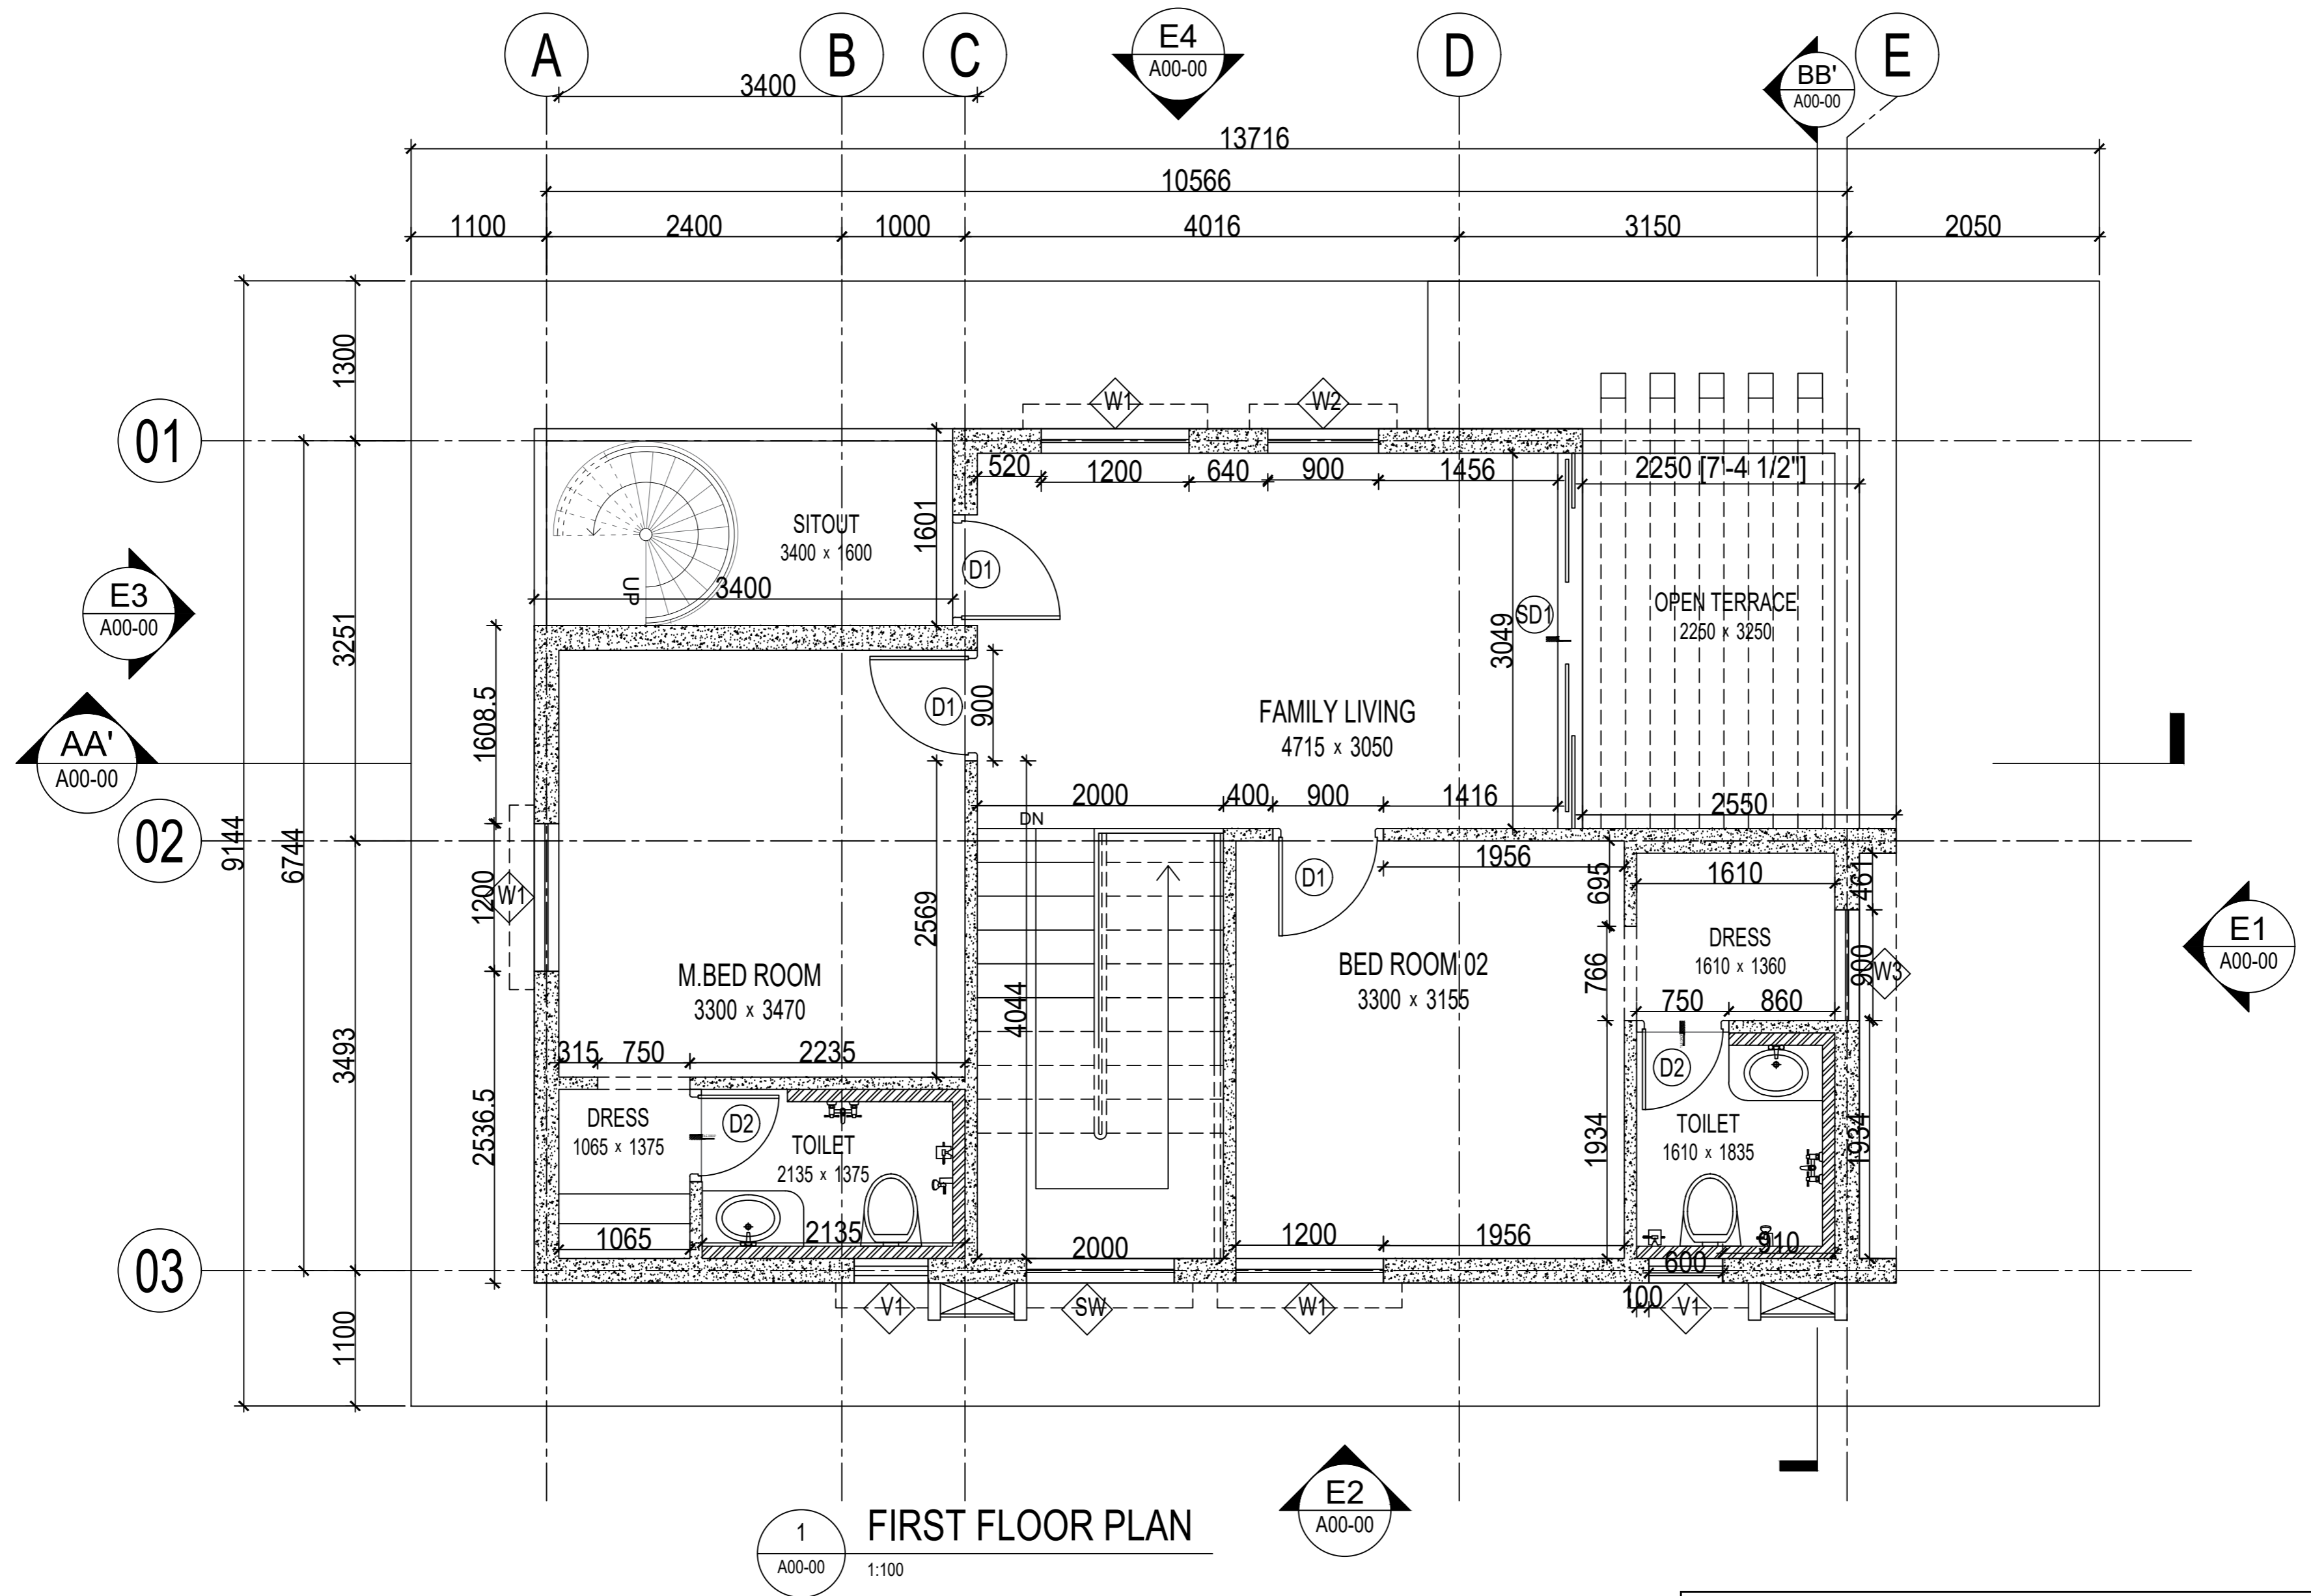 A
B
C
E4
A00-00
D
BB'
A00-00
E
3400
13716
10566
1100
2400
1000
4016
3150
2050
1300
01
W1
W2
520
1200
640
900
1456
2250 [7'-4 1/2"]
SITOUT
3400 x 1600
1601
D1
UP
3400
E3
A00-00
3251
SD1
3049
OPEN TERRACE
2250 x 3250
1608.5
D1
900
FAMILY LIVING
4715 x 3050
AA'
A00-00
2000
400
900
1416
2550
DN
02
9144
6744
1956
695
1610
461
D1
1200
W1
2569
E1
A00-00
DRESS
1610 x 1360
766
900
W3
M.BED ROOM
3300 x 3470
BED ROOM 02
3300 x 3155
4044
750
860
3493
315
750
2235
D2
2536.5
DRESS
1065 x 1375
D2
TOILET
2135 x 1375
TOILET
1610 x 1835
1934
1934
1065
2135
2000
1200
1956
910
600
03
100
V1
SW
W1
V1
1100
E2
A00-00
1
A00-00
FIRST FLOOR PLAN
1:100